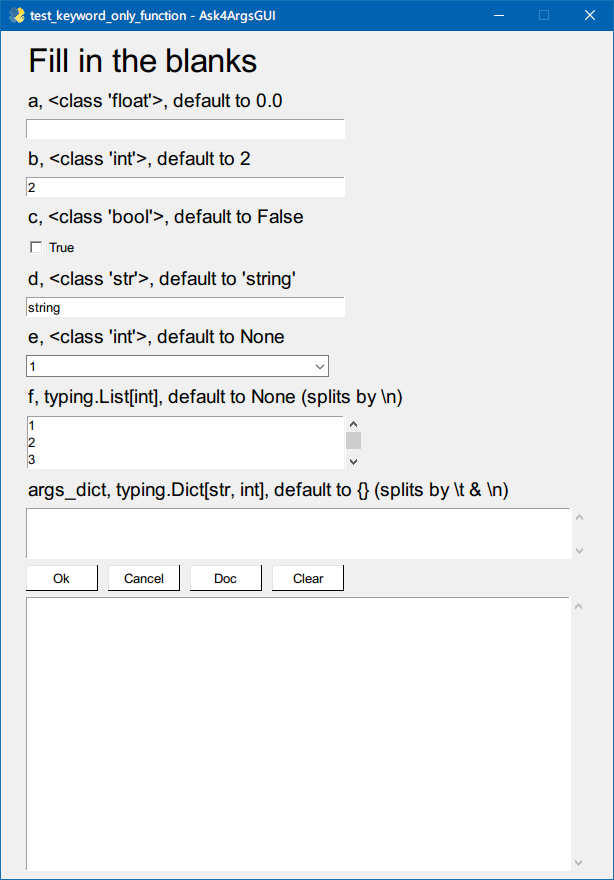 test_keyword_only_function - Ask4ArgsGUI
Fill in the blanks
a, <class 'float'>, default to 0.0
b, <class 'int'>, default to 2
2
c, <class 'bool'>, default to False
True
d, <class 'str'>, default to 'string'
string
e, <class 'int'>, default to None
1
f, typing.List[int], default to None (splits by \n)
1
2
3
args_dict, typing.Dict[str, int], default to {} (splits by \t & \n)
Ok Cancel Doc Clear